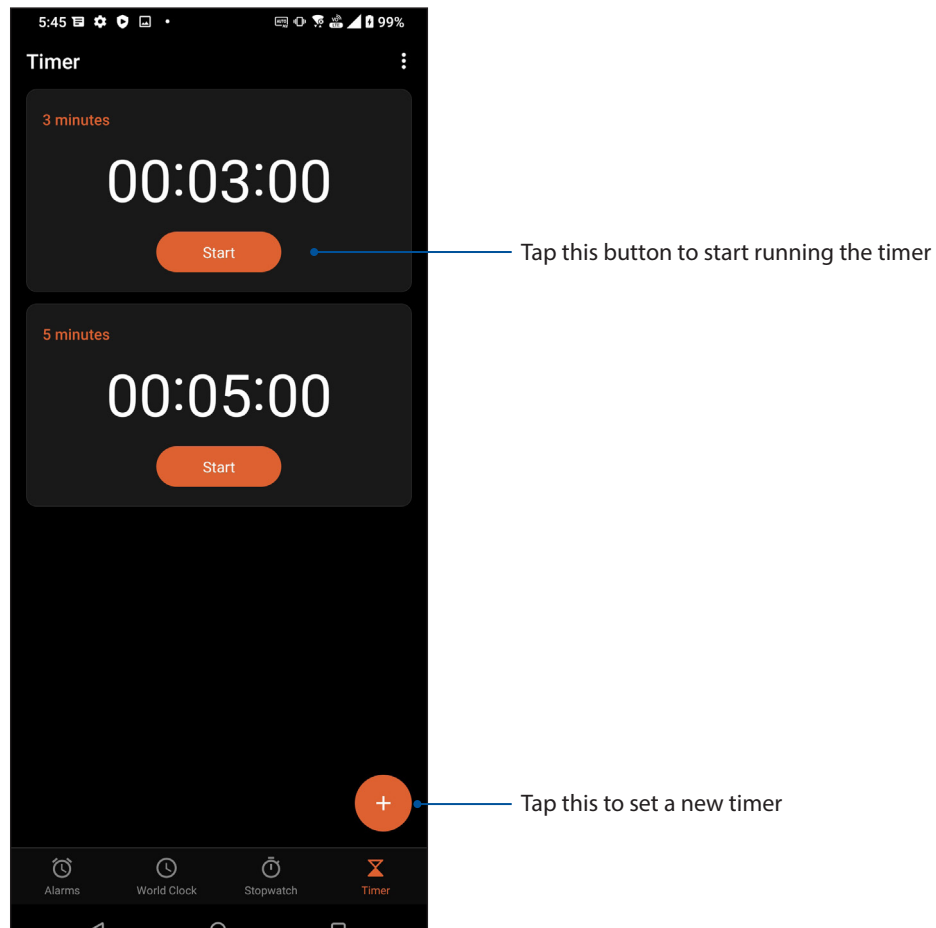 5:45 99%
Timer
3 minutes
00:03:00
Start
Tap this button to start running the timer
5 minutes
00:05:00
Start
+
Tap this to set a new timer
Alarms World Clock Stopwatch Timer